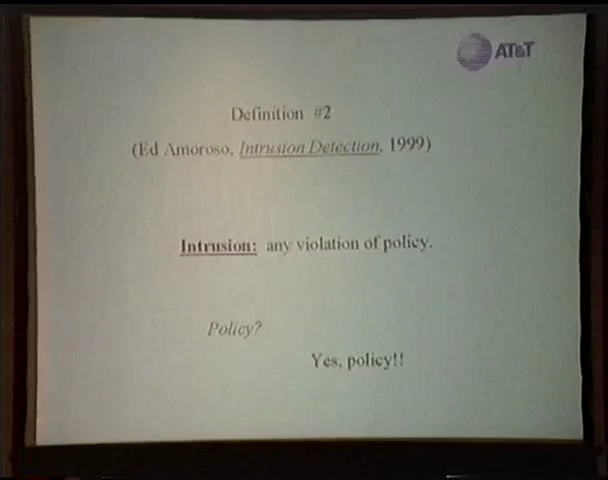 AT&T
Definition #2
(Ed Amoroso, Intrusion Detection, 1999)
Intrusion: any violation of policy.
Policy?
Yes, policy!!